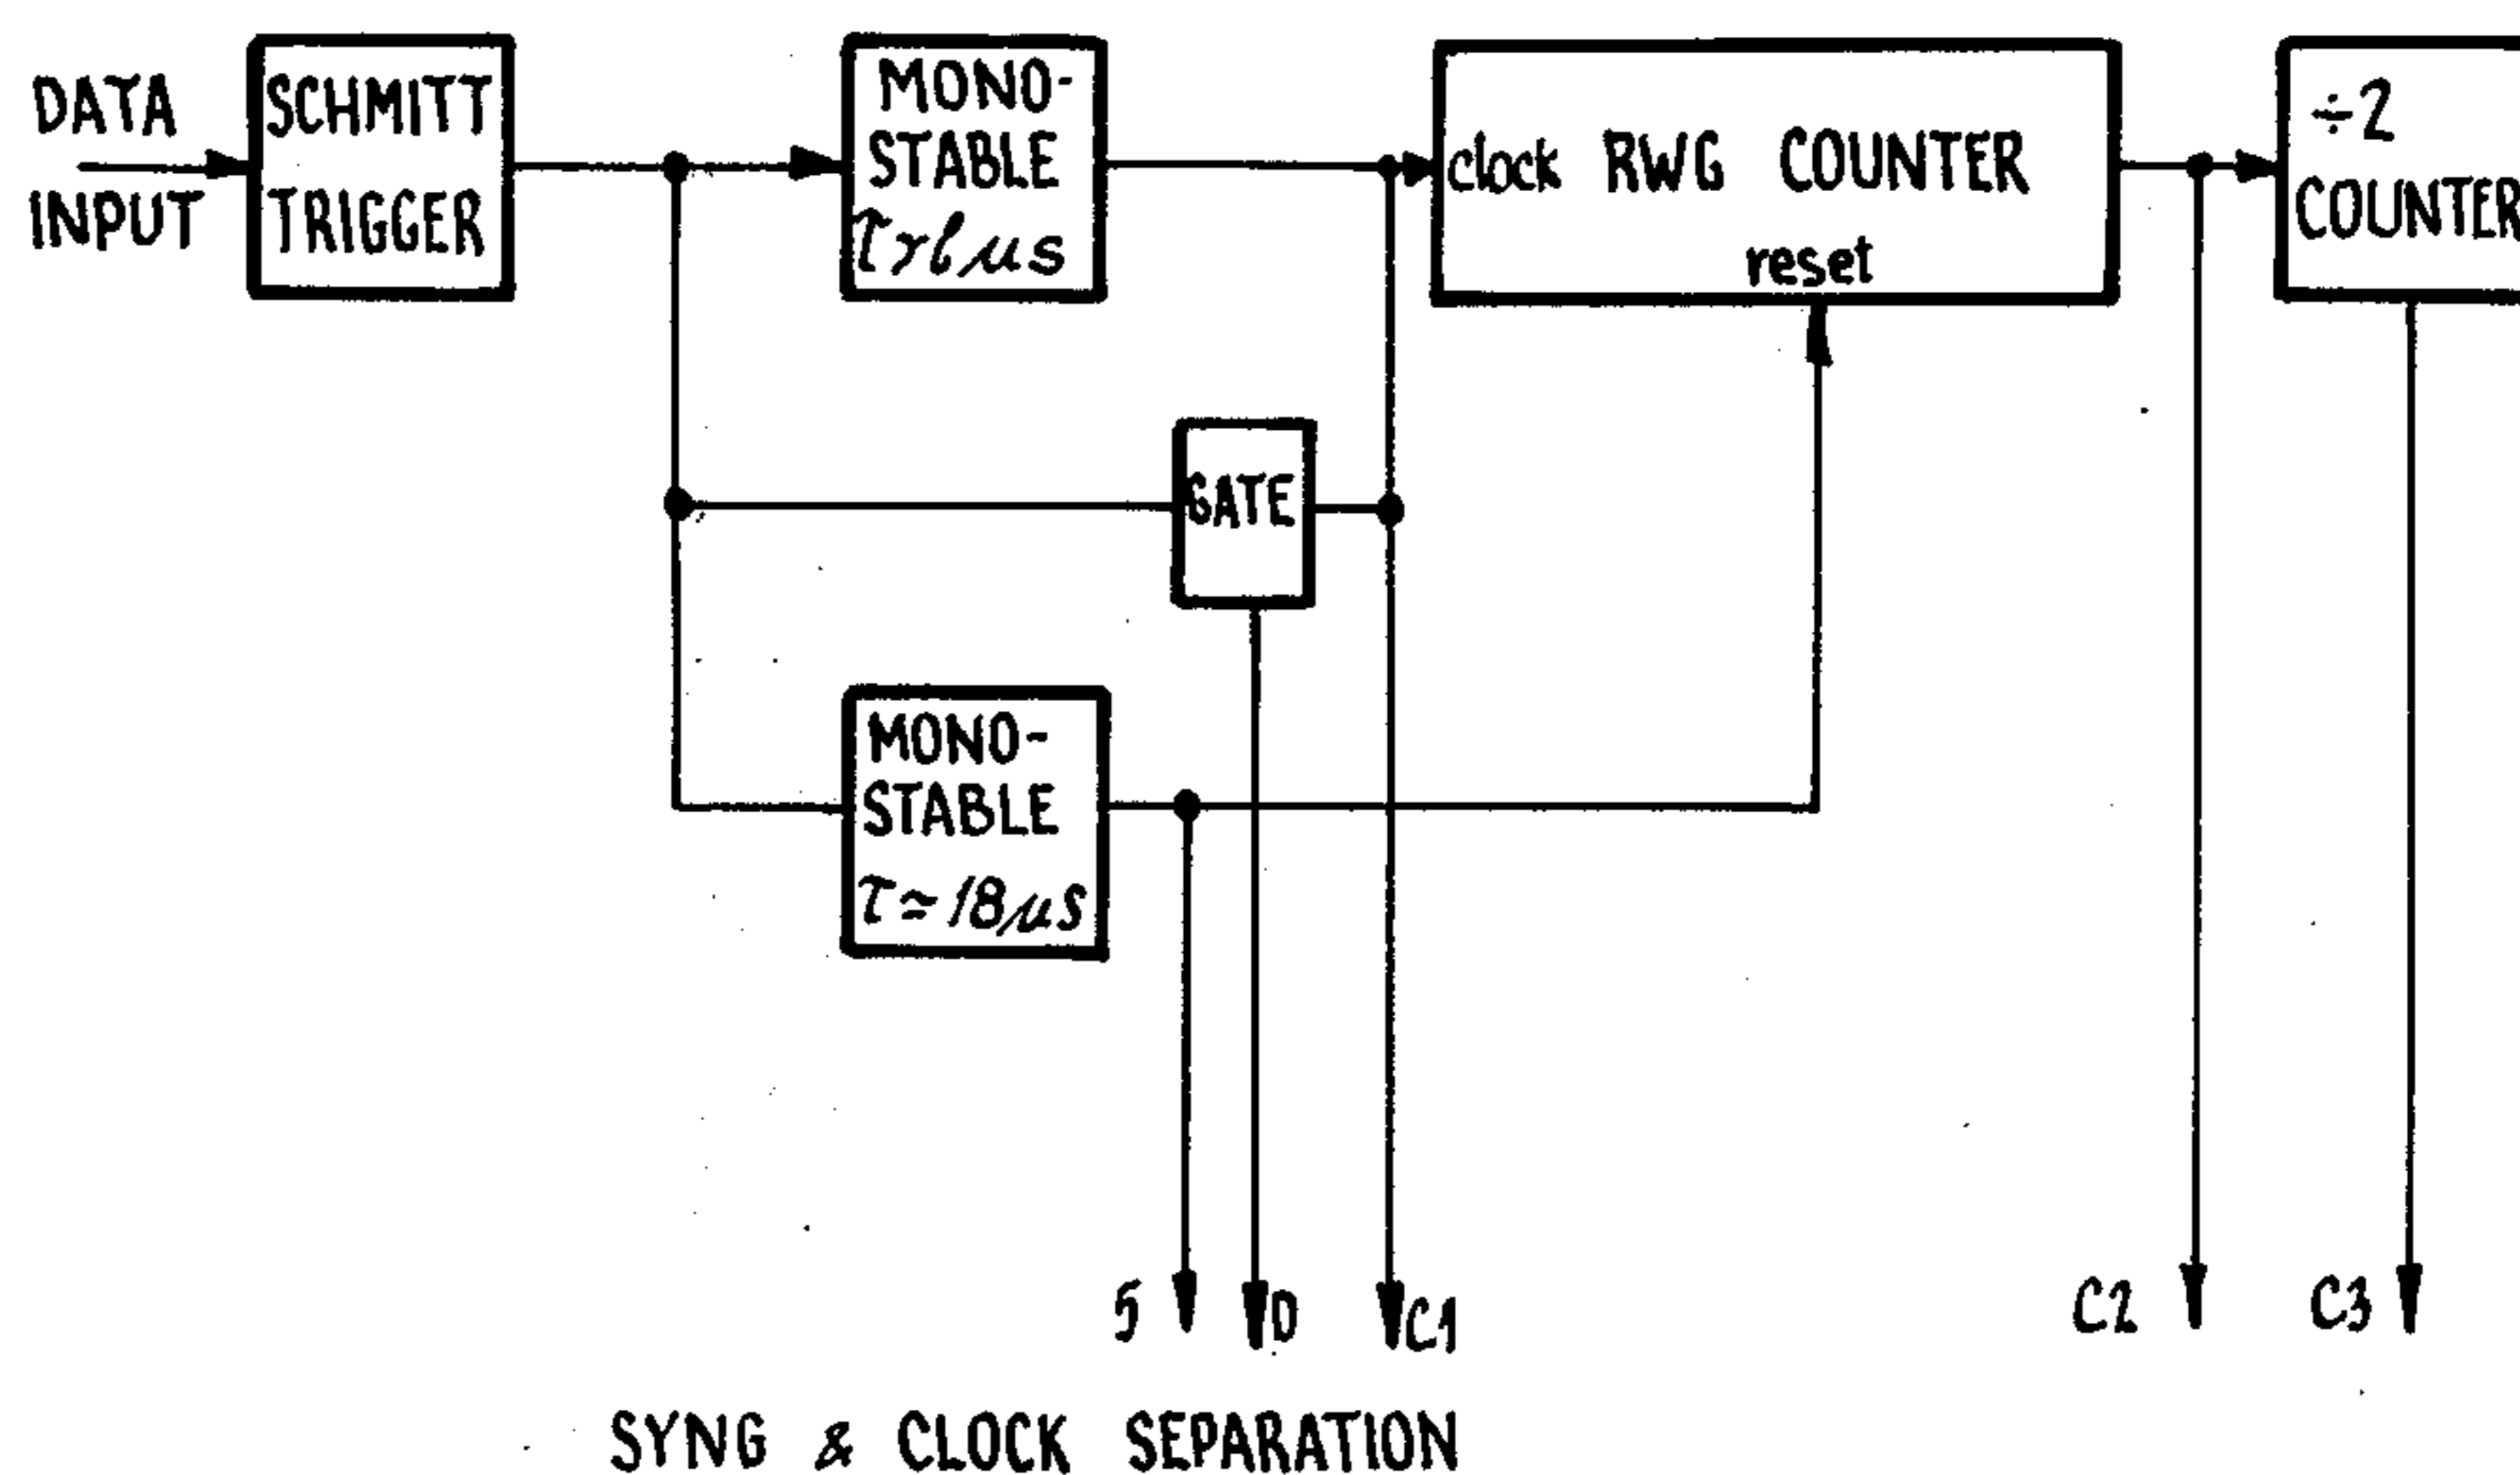 DATA
INPUT
SCHMITT
TRIGGER
MONO-
STABLE
μs
clock RWG COUNTER
reset
÷2
COUNTER
GATE
MONO-
STABLE
τ≈18μs
S
D
C1
C2
C3
SYNG & CLOCK SEPARATION